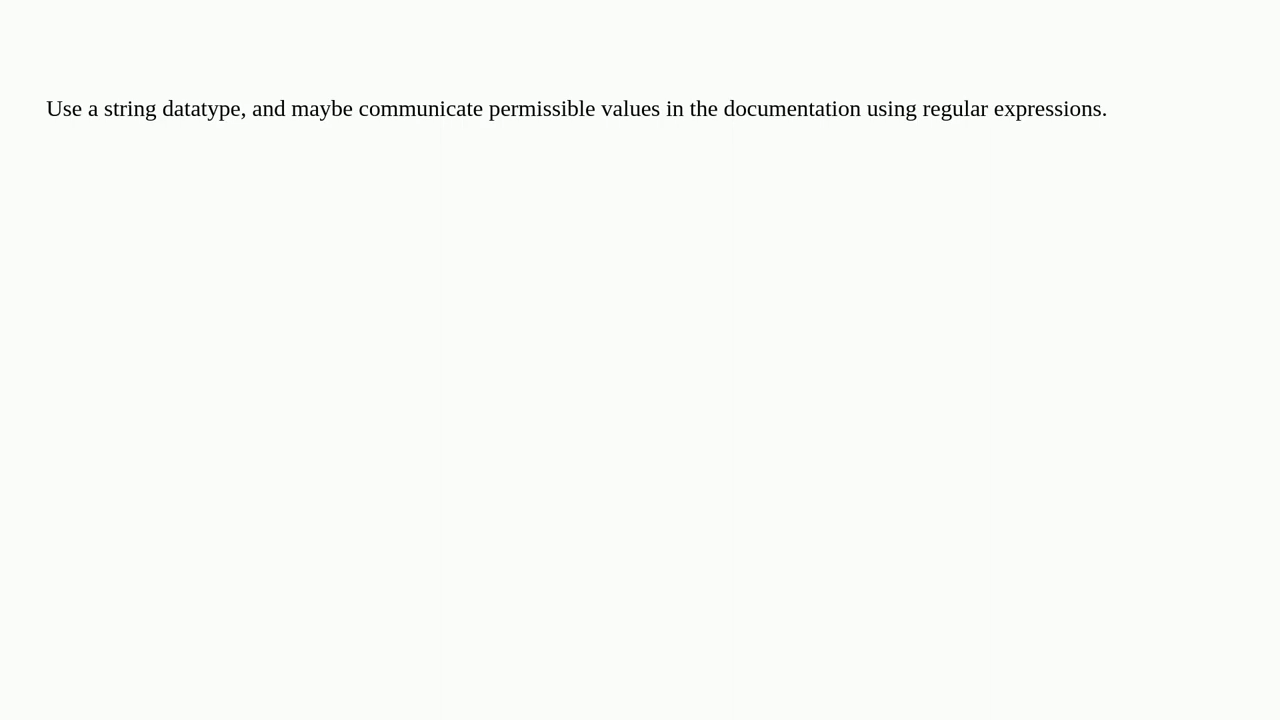 Use a string datatype, and maybe communicate permissible values in the documentation using regular expressions.